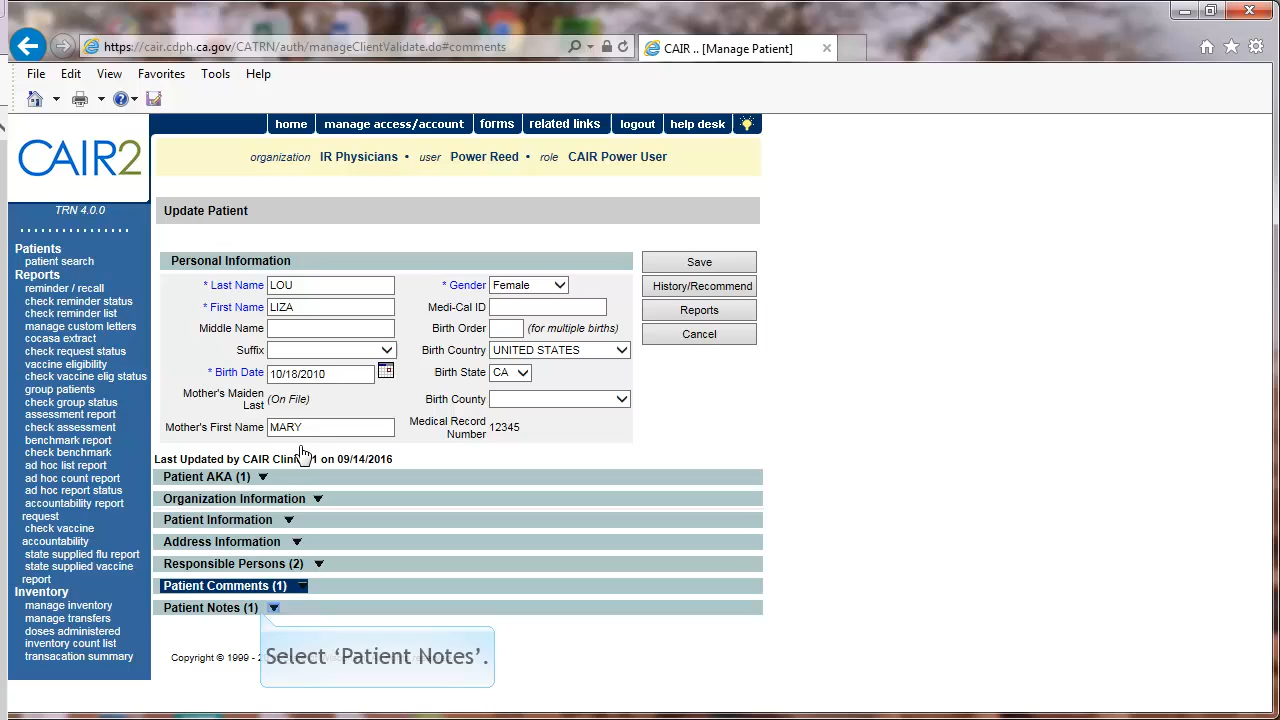 https://cair.cdph.ca.gov/CATRN/auth/manageClientValidate.do#comments
CAIR .. [Manage Patient]
File Edit View Favorites Tools Help
CAIR2
home manage access/account forms related links logout help desk
organization IR Physicians • user Power Reed • role CAIR Power User
TRN 4.0.0
Patients
patient search
Reports
reminder / recall
check reminder status
check reminder list
manage custom letters
cocasa extract
check request status
vaccine eligibility
check vaccine elig status
group patients
check group status
assessment report
check assessment
benchmark report
check benchmark
ad hoc list report
ad hoc count report
ad hoc report status
accountability report
request
check vaccine
accountability
state supplied flu report
state supplied vaccine
report
Inventory
manage inventory
manage transfers
doses administered
inventory count list
transacation summary
Update Patient
Personal Information
* Last Name LOU
* First Name LIZA
Middle Name
Suffix
* Birth Date 10/18/2010
Mother's Maiden
Last (On File)
Mother's First Name MARY
* Gender Female
Medi-Cal ID
Birth Order (for multiple births)
Birth Country UNITED STATES
Birth State CA
Birth County
Medical Record
Number 12345
Save
History/Recommend
Reports
Cancel
Last Updated by CAIR Clin 1 on 09/14/2016
Patient AKA (1)
Organization Information
Patient Information
Address Information
Responsible Persons (2)
Patient Comments (1)
Patient Notes (1)
Select ‘Patient Notes’.
Copyright © 1999 - 2